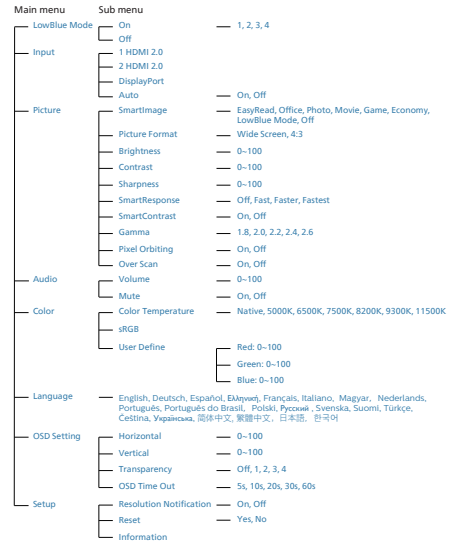 Main menu Sub menu
LowBlue Mode On 1, 2, 3, 4
Off
Input 1 HDMI 2.0
2 HDMI 2.0
DisplayPort
Auto On, Off
Picture SmartImage EasyRead, Office, Photo, Movie, Game, Economy,
LowBlue Mode, Off
Picture Format Wide Screen, 4:3
Brightness 0~100
Contrast 0~100
Sharpness 0~100
SmartResponse Off, Fast, Faster, Fastest
SmartContrast On, Off
Gamma 1.8, 2.0, 2.2, 2.4, 2.6
Pixel Orbiting On, Off
Over Scan On, Off
Audio Volume 0~100
Mute On, Off
Color Color Temperature Native, 5000K, 6500K, 7500K, 8200K, 9300K, 11500K
sRGB
User Define Red: 0~100
Green: 0~100
Blue: 0~100
Language English, Deutsch, Español, Ελληνική, Français, Italiano, Magyar, Nederlands,
Português, Português do Brasil, Polski, Русский , Svenska, Suomi, Türkçe,
Čeština, Українська, 简体中文, 繁體中文, 日本語, 한국어
OSD Setting Horizontal 0~100
Vertical 0~100
Transparency Off, 1, 2, 3, 4
OSD Time Out 5s, 10s, 20s, 30s, 60s
Setup Resolution Notification On, Off
Reset Yes, No
Information